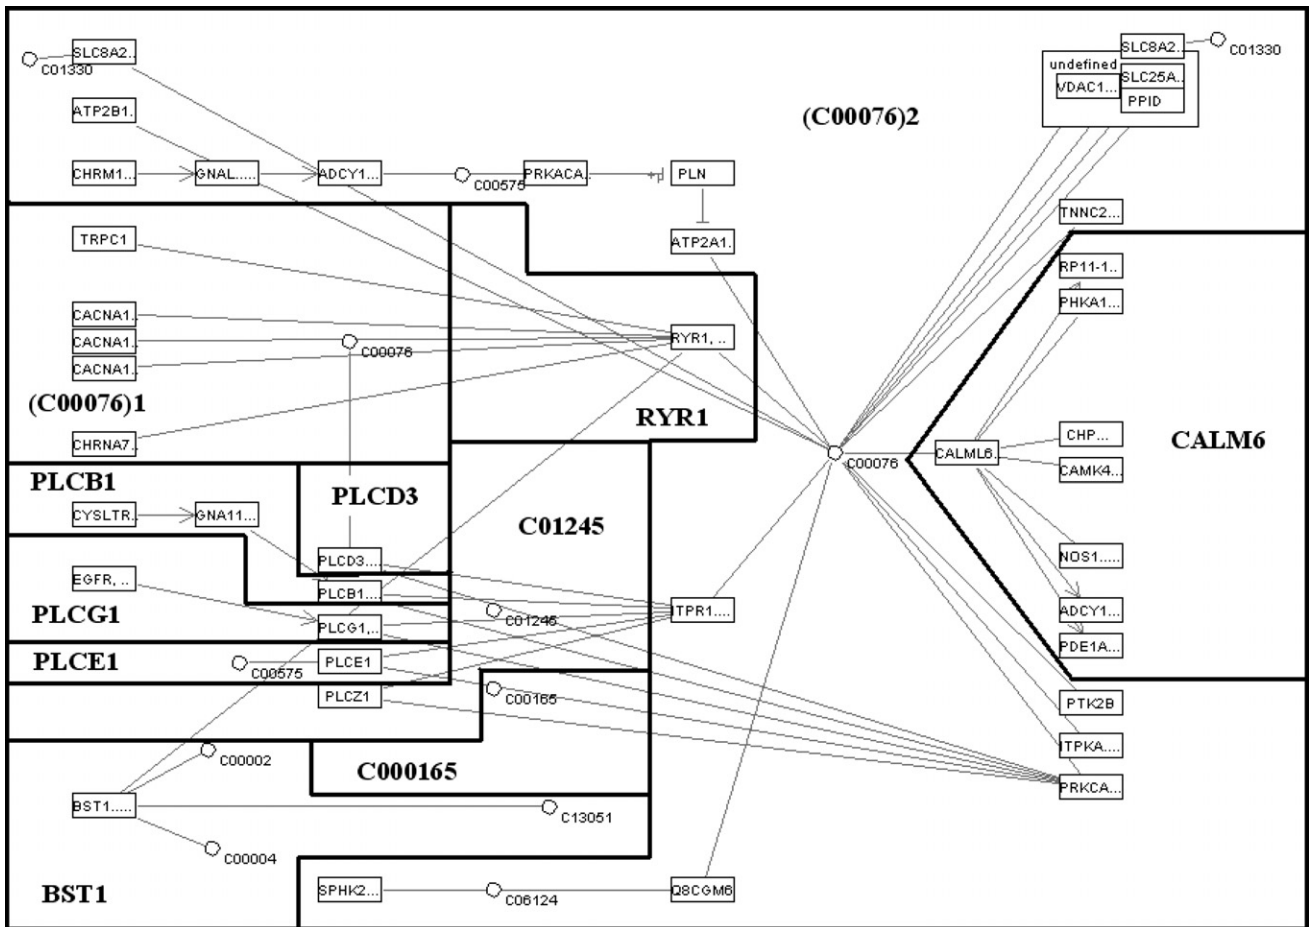 SLC8A2..
C01330
ATP2B1.
CHRM1...
GNAL.....
ADCY1...
C00575
PRKACA.
+p
PLN
SLC8A2..
C01330
undefined
VDAC1...
SLC25A..
PPID
(C00076)2
TRPC1
ATP2A1.
TNNC2...
RP11-1..
PHKA1...
CACNA1..
CACNA1..
CACNA1..
C00076
RYR1, ..
(C00076)1
RYR1
CHRNA7.
CHP...
CALM6
CALML6.
CAMK4...
C00076
PLCB1
PLCD3
C01245
CYSLTR..
GNA11...
PLCD3....
NOS1.....
EGFR, ..
PLCB1...
PLCG1
C01245
ITPR1....
ADCY1...
PLCG1,..
PDE1A...
PLCE1
C00575
PLCE1
PLCZ1
C00165
PTK2B
ITPKA....
C00002
C000165
PRKCA...
BST1.....
C13051
C00004
BST1
SPHK2...
C06124
Q8CGM6